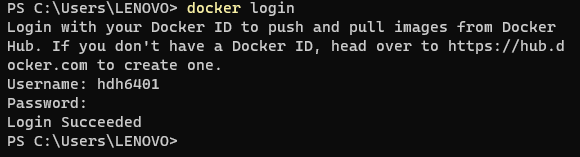 PS C:\Users\LENOVO> docker login
Login with your Docker ID to push and pull images from Docker
Hub. If you don't have a Docker ID, head over to https://hub.d
ocker.com to create one.
Username: hdh6401
Password:
Login Succeeded
PS C:\Users\LENOVO>